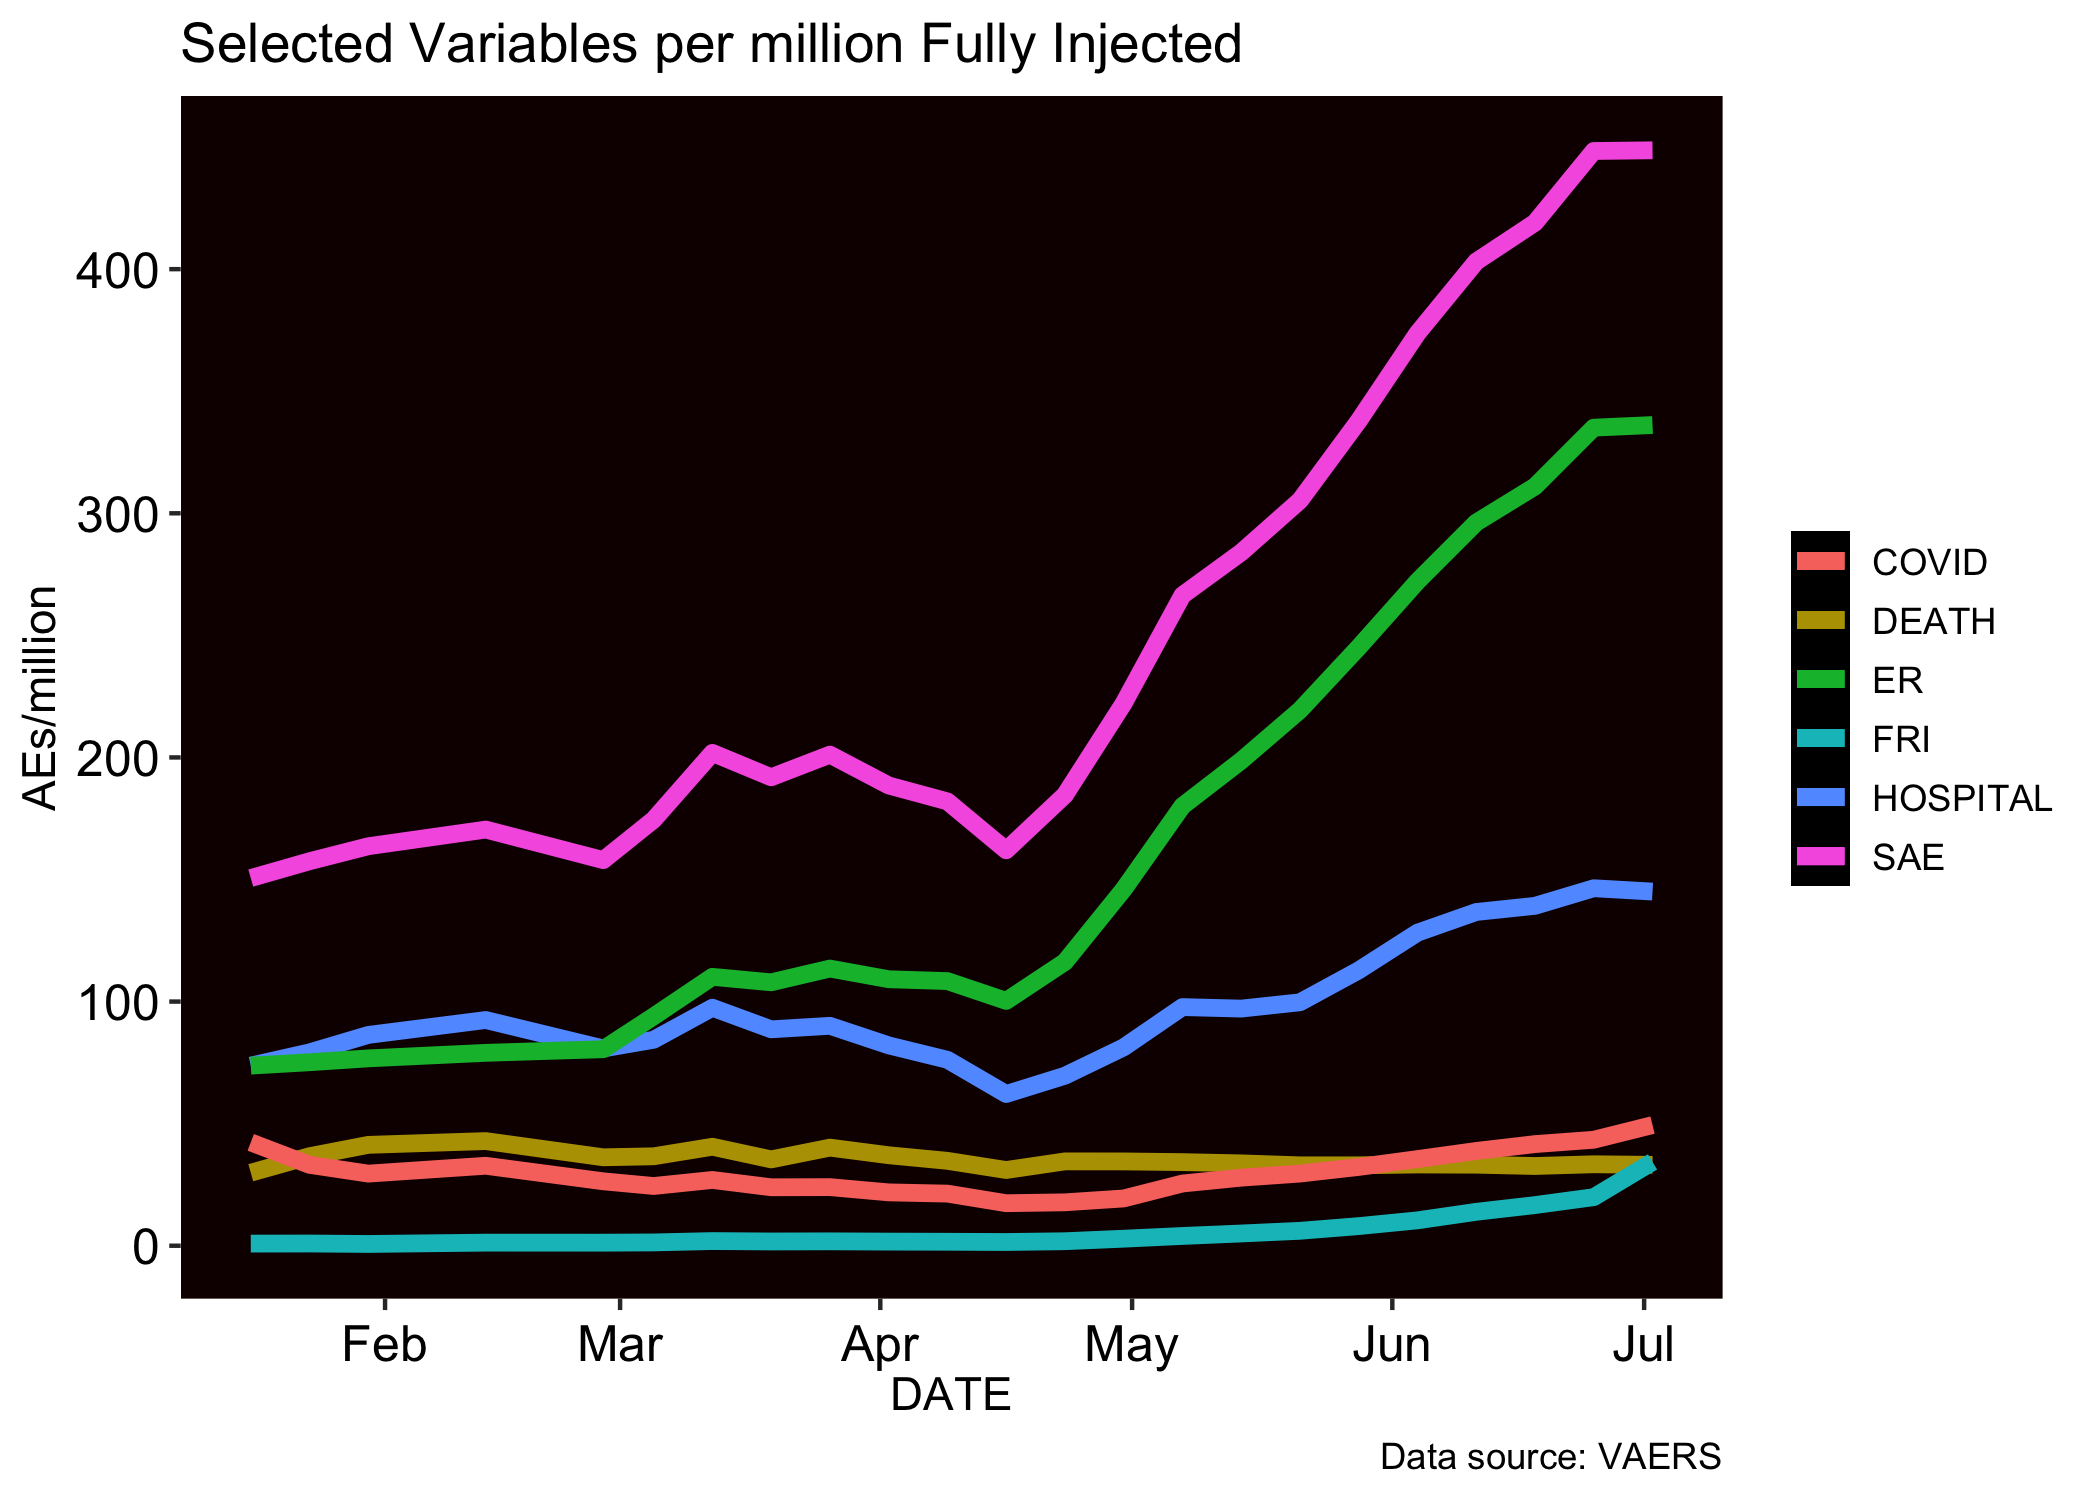 Selected Variables per million Fully Injected
AEs/million
400
300
200
100
0
Feb Mar Apr May Jun Jul
DATE
COVID
DEATH
ER
FRI
HOSPITAL
SAE
Data source: VAERS